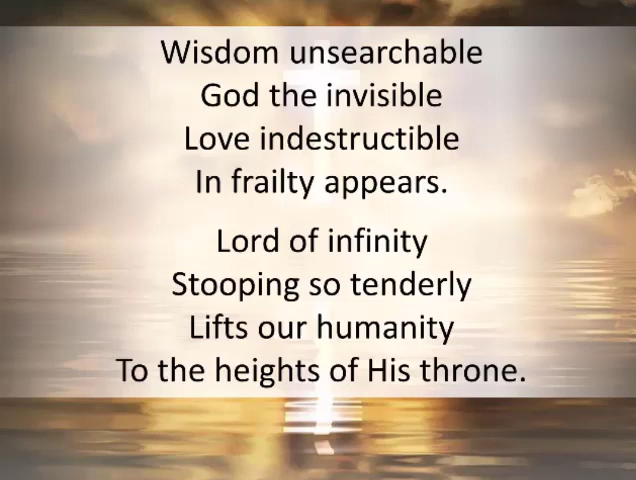 Wisdom unsearchable
God the invisible
Love indestructible
In frailty appears.
Lord of infinity
Stooping so tenderly
Lifts our humanity
To the heights of His throne.